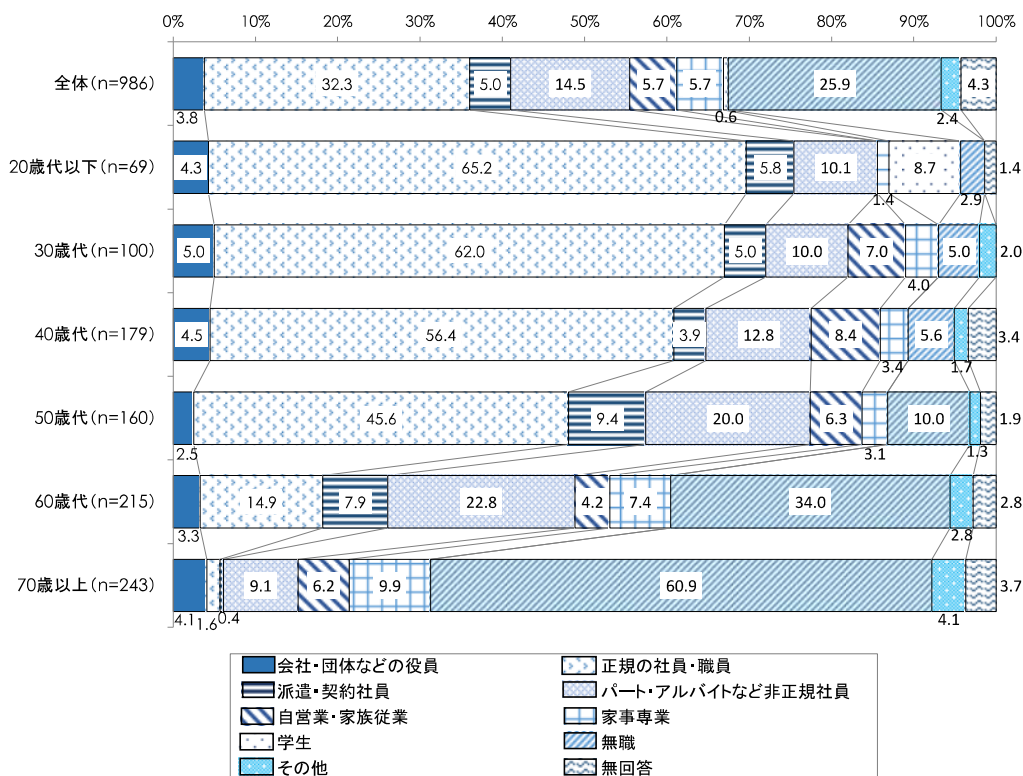 0% 10% 20% 30% 40% 50% 60% 70% 80% 90% 100%
全体(n=986) 3.8 32.3 5.0 14.5 5.7 5.7 0.6 25.9 2.4 4.3
20歳代以下(n=69) 4.3 65.2 5.8 10.1 1.4 8.7 2.9 1.4
30歳代(n=100) 5.0 62.0 5.0 10.0 7.0 4.0 5.0 2.0
40歳代(n=179) 4.5 56.4 3.9 12.8 8.4 3.4 5.6 1.7 3.4
50歳代(n=160) 2.5 45.6 9.4 20.0 6.3 3.1 10.0 1.3 1.9
60歳代(n=215) 3.3 14.9 7.9 22.8 4.2 7.4 34.0 2.8 2.8
70歳以上(n=243) 4.1 1.6 0.4 9.1 6.2 9.9 60.9 4.1 3.7
会社・団体などの役員 正規の社員・職員
派遣・契約社員 パート・アルバイトなど非正規社員
自営業・家族従業 家事専業
学生 無職
その他 無回答